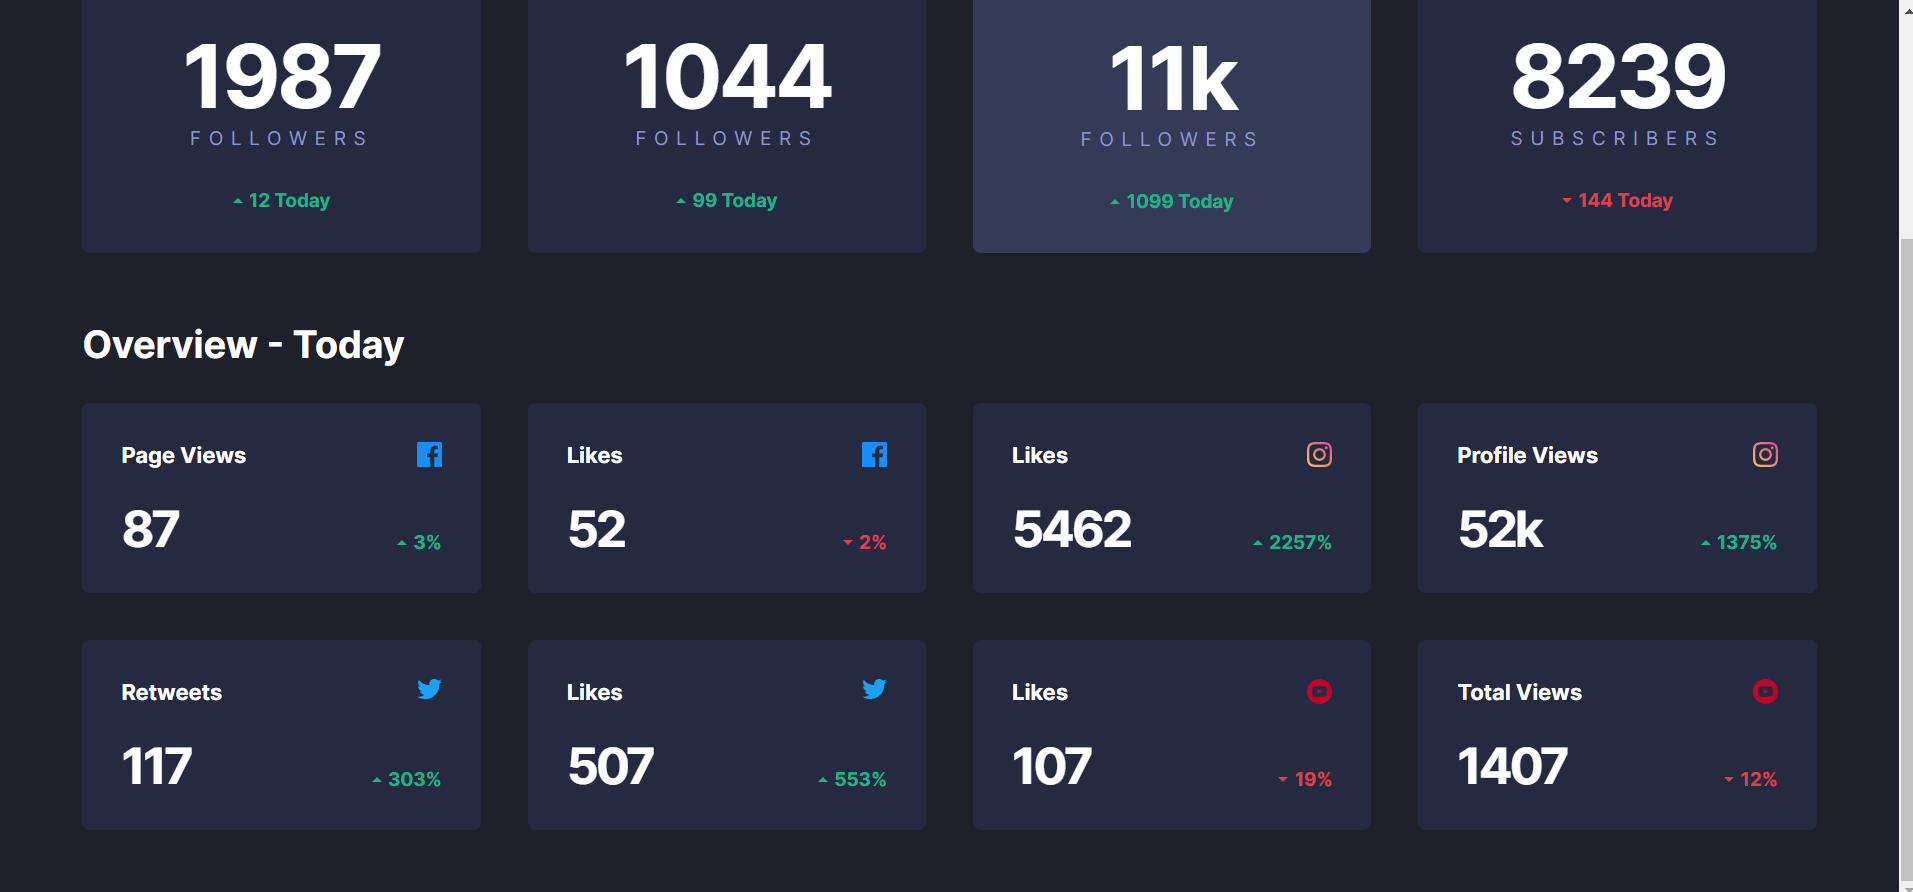 1987
FOLLOWERS
12 Today
1044
FOLLOWERS
99 Today
11k
FOLLOWERS
1099 Today
8239
SUBSCRIBERS
144 Today
Overview - Today
Page Views
87
3%
Likes
52
2%
Likes
5462
2257%
Profile Views
52k
1375%
Retweets
117
303%
Likes
507
553%
Likes
107
19%
Total Views
1407
12%